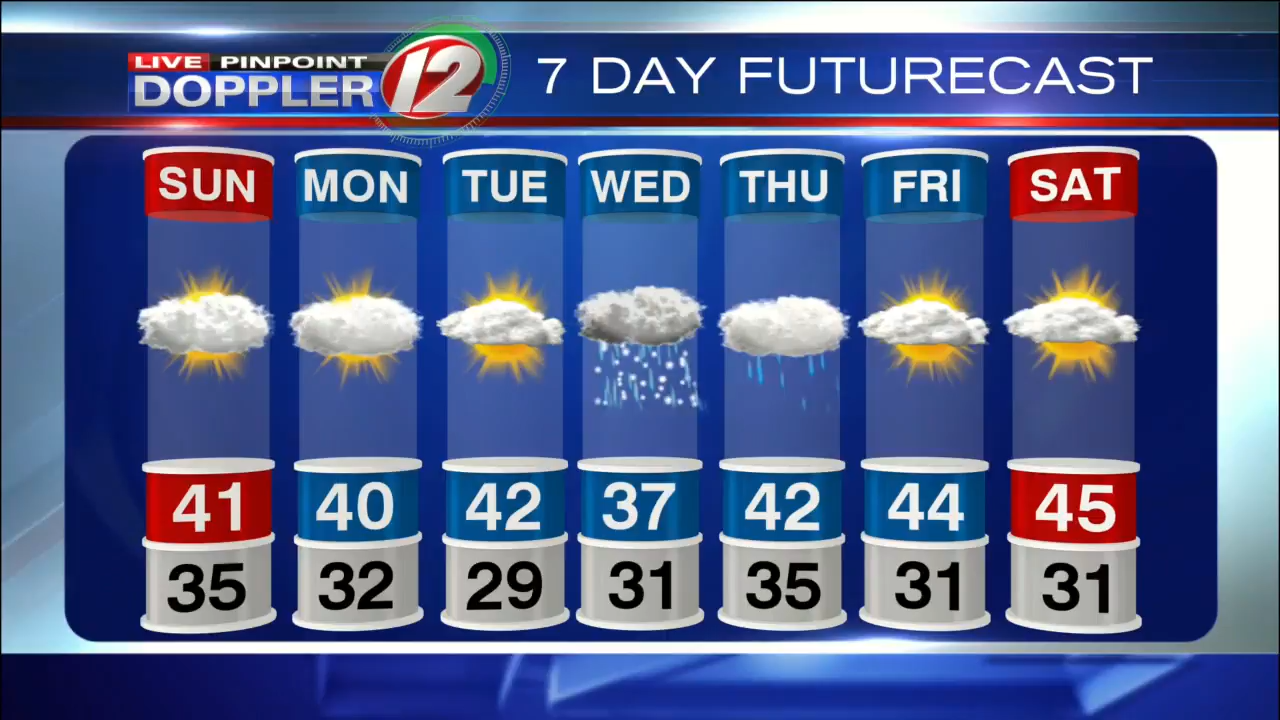 LIVE PINPOINT
DOPPLER 12
7 DAY FUTURECAST
SUN MON TUE WED THU FRI SAT
41 40 42 37 42 44 45
35 32 29 31 35 31 31